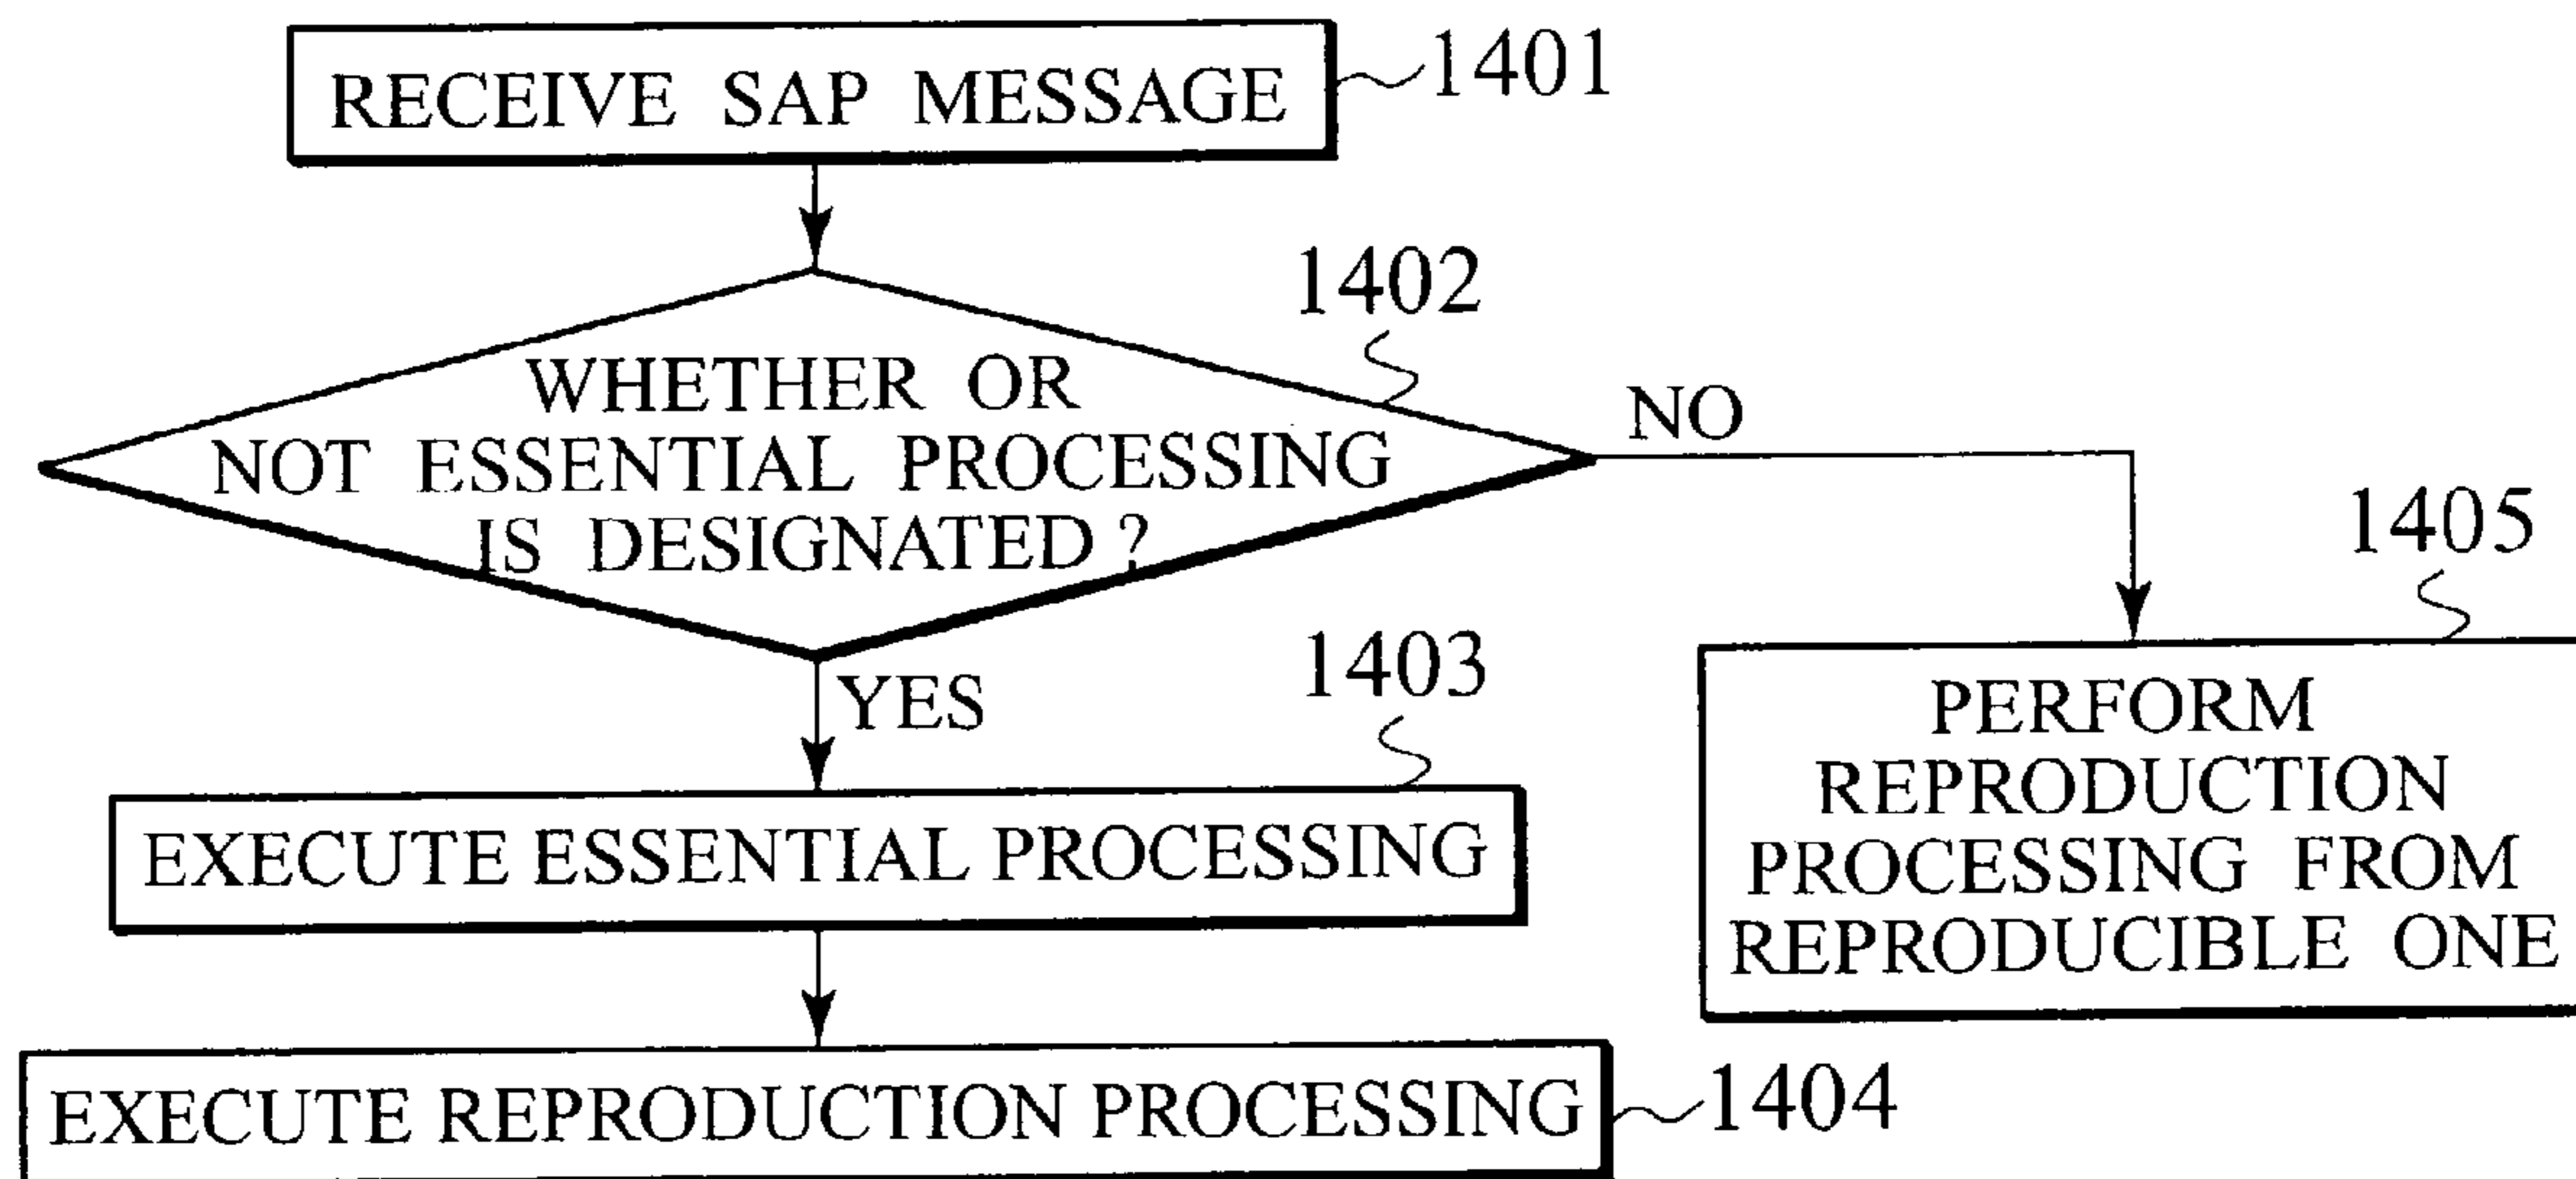 RECEIVE SAP MESSAGE
1401
1402
WHETHER OR
NOT ESSENTIAL PROCESSING
IS DESIGNATED ?
NO
YES
1405
PERFORM
REPRODUCTION
PROCESSING FROM
REPRODUCIBLE ONE
1403
EXECUTE ESSENTIAL PROCESSING
EXECUTE REPRODUCTION PROCESSING
1404